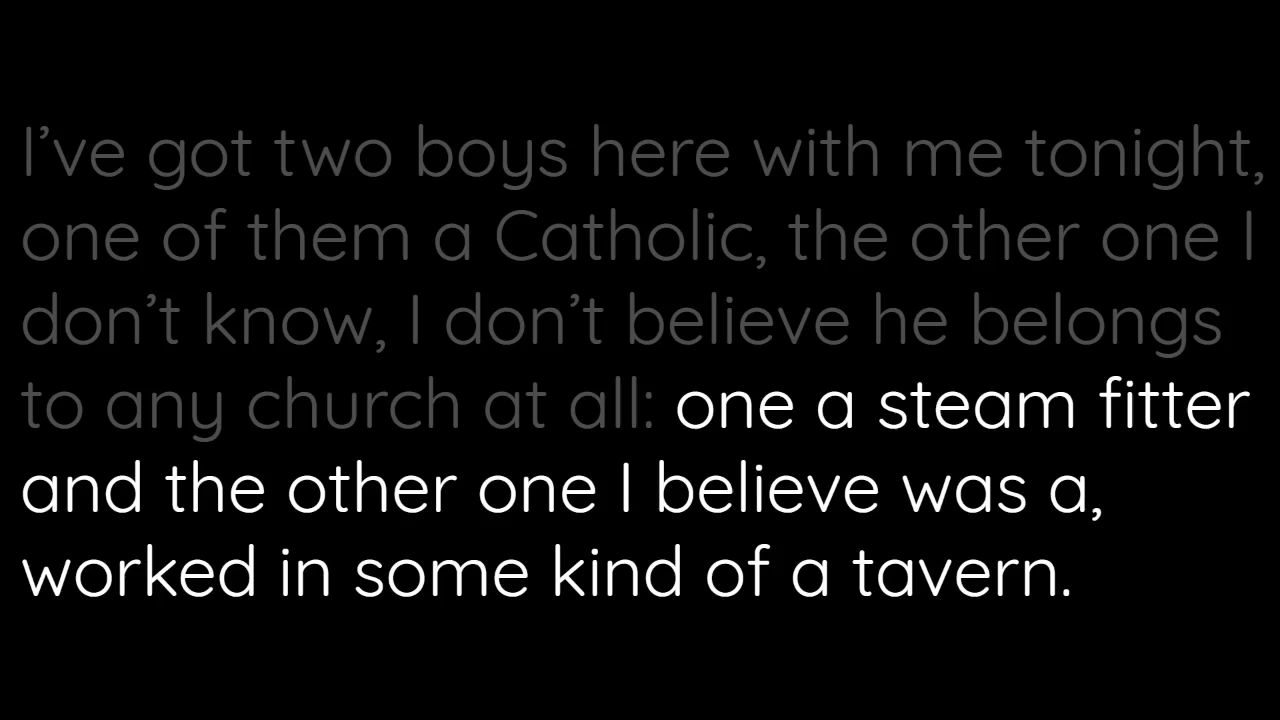 I’ve got two boys here with me tonight,
one of them a Catholic, the other one I
don’t know, I don’t believe he belongs
to any church at all: one a steam fitter
and the other one I believe was a,
worked in some kind of a tavern.